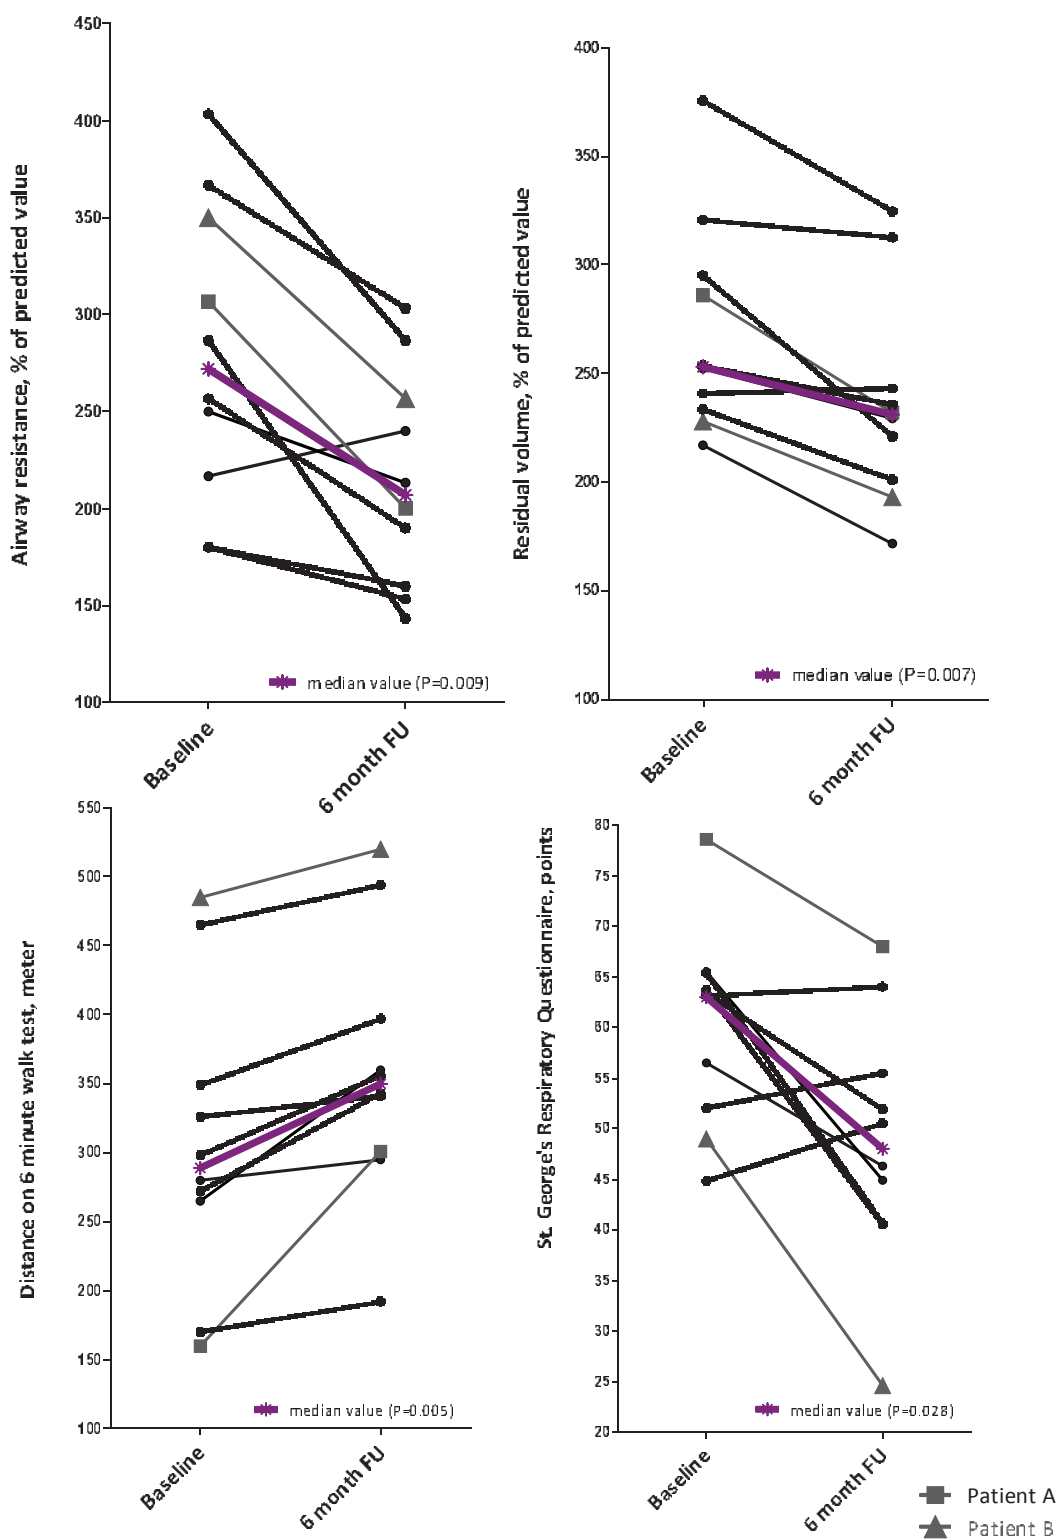 Airway resistance, % of predicted value
450
400
350
300
250
200
150
100
median value (P=0.009)
Baseline
6 month FU
Residual volume, % of predicted value
400
350
300
250
200
150
100
median value (P=0.007)
Baseline
6 month FU
Distance on 6 minute walk test, meter
550
500
450
400
350
300
250
200
150
100
median value (P=0.005)
Baseline
6 month FU
St. George's Respiratory Questionnaire, points
80
75
70
65
60
55
50
45
40
35
30
25
20
median value (P=0.028)
Baseline
6 month FU
Patient A
Patient B